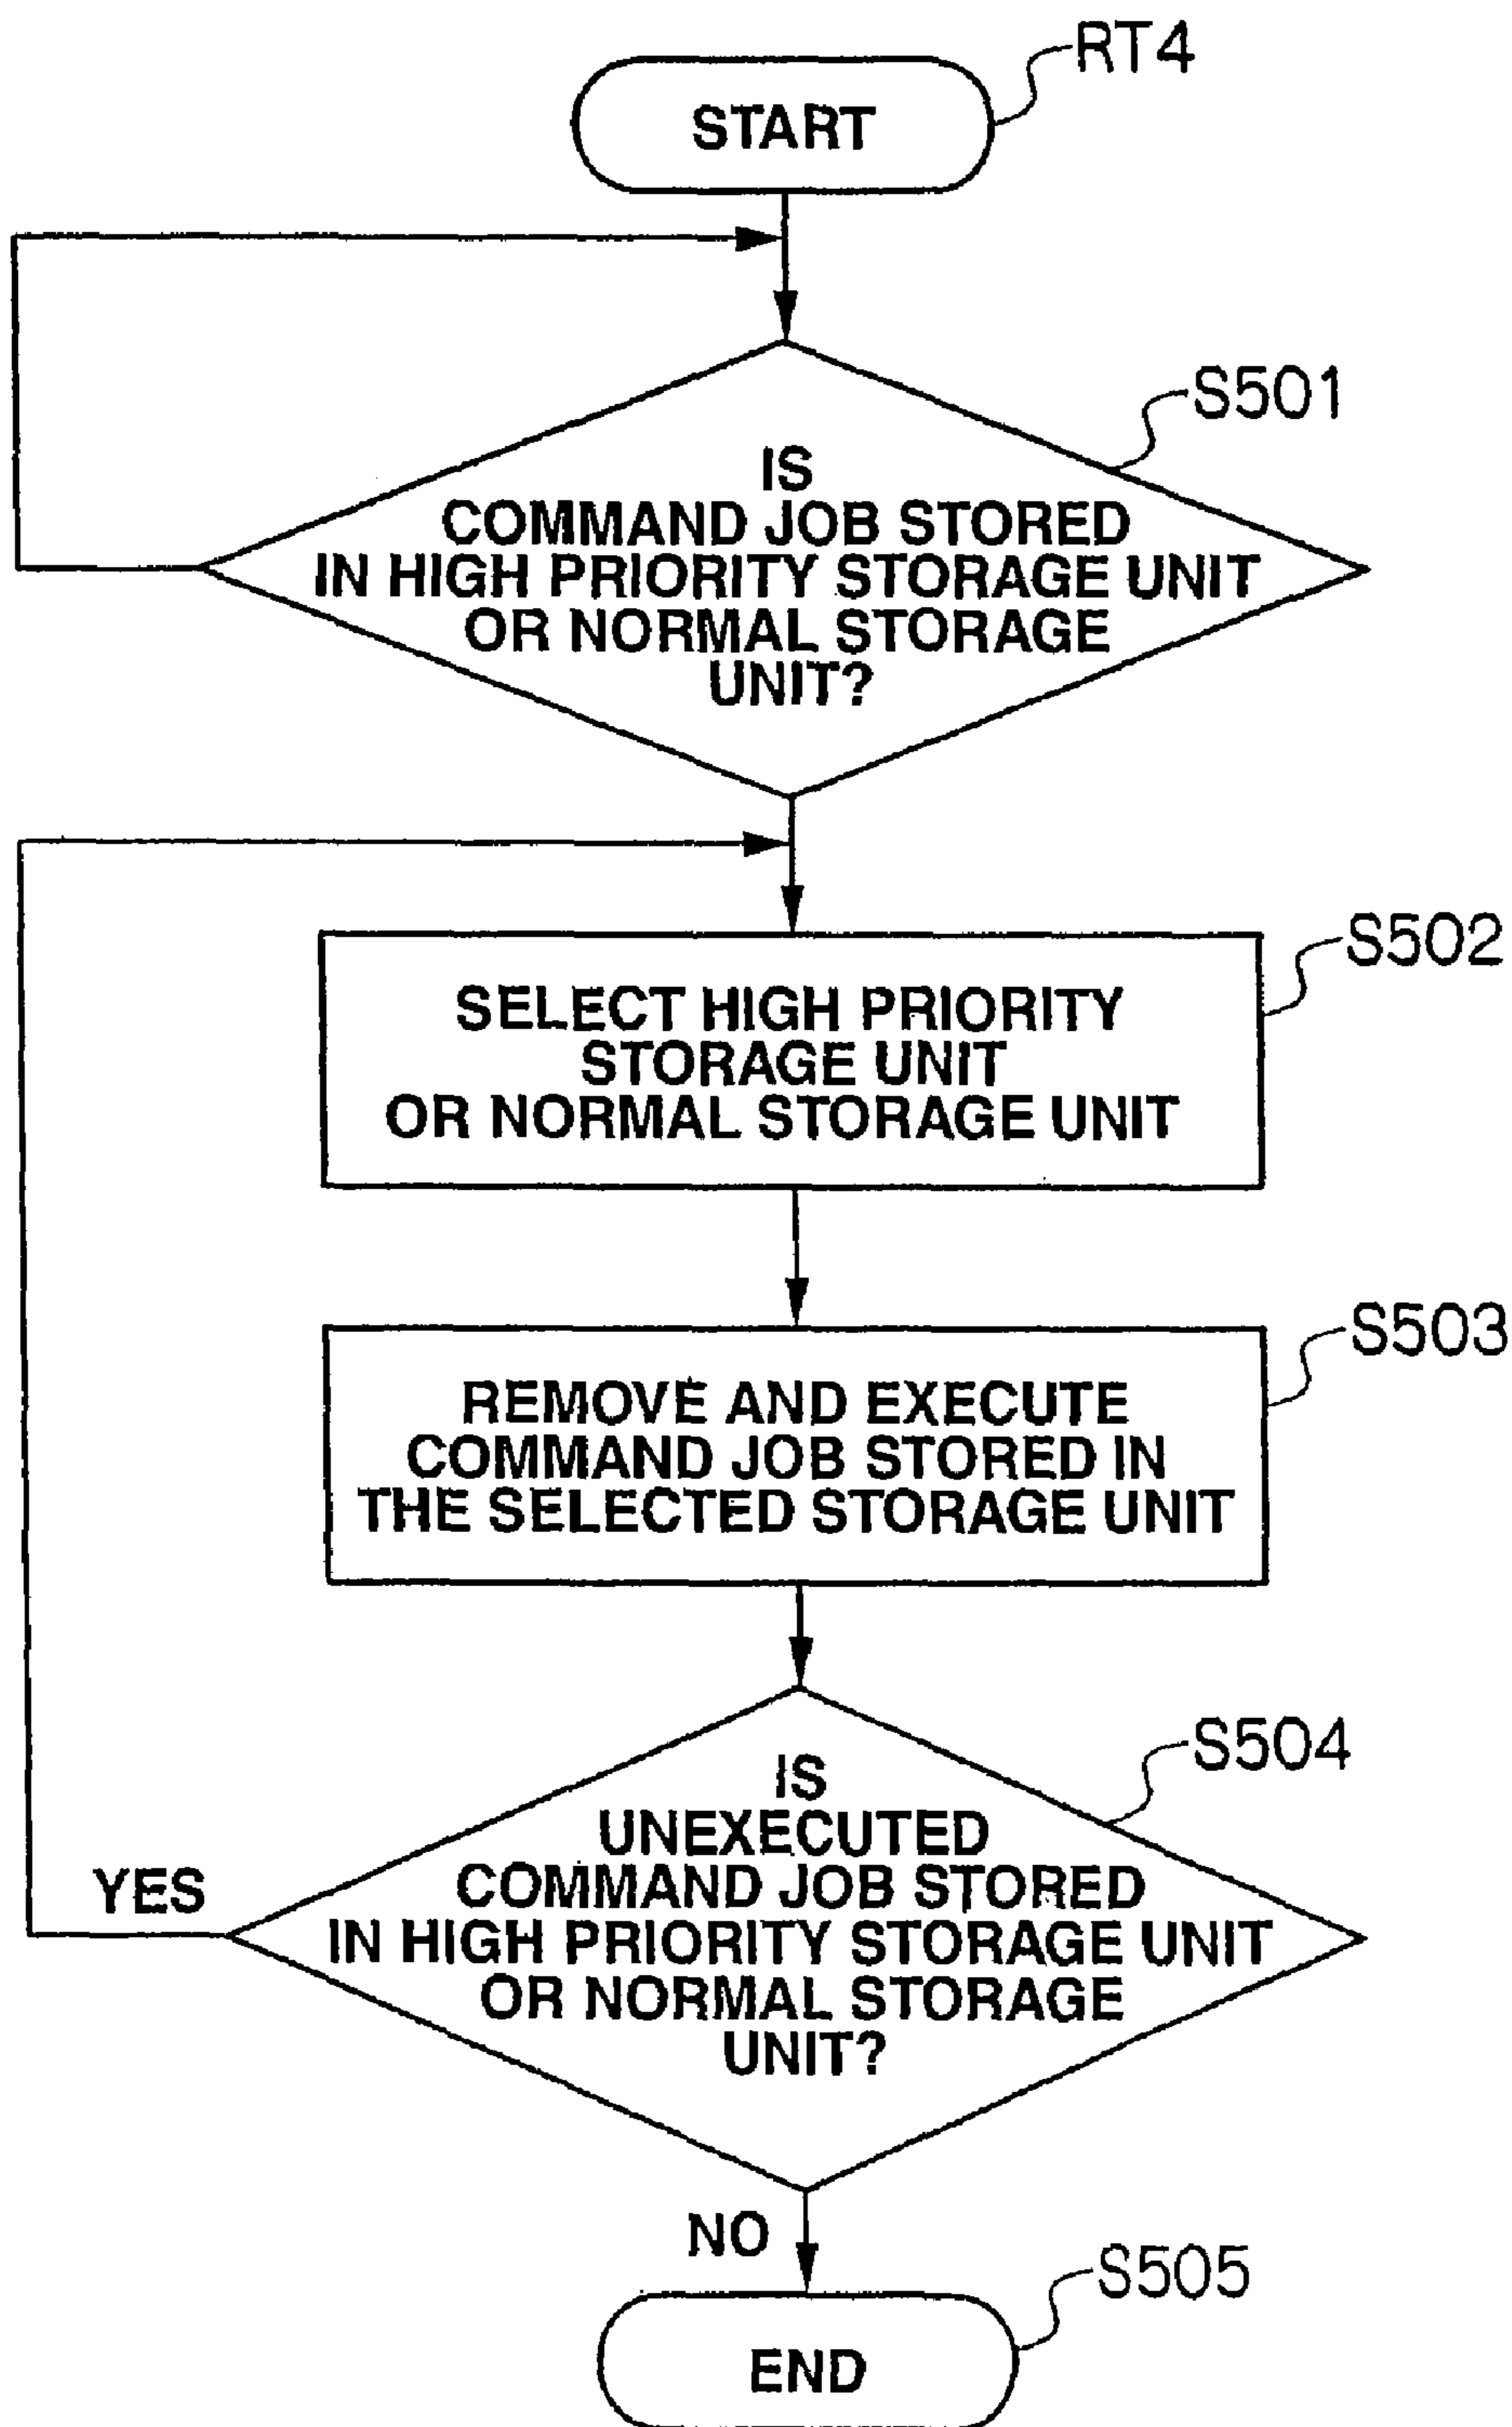 RT4
START
S501
IS
COMMAND JOB STORED
IN HIGH PRIORITY STORAGE UNIT
OR NORMAL STORAGE
UNIT?
S502
SELECT HIGH PRIORITY
STORAGE UNIT
OR NORMAL STORAGE UNIT
S503
REMOVE AND EXECUTE
COMMAND JOB STORED IN
THE SELECTED STORAGE UNIT
S504
IS
UNEXECUTED
COMMAND JOB STORED
IN HIGH PRIORITY STORAGE UNIT
OR NORMAL STORAGE
UNIT?
YES
NO
S505
END